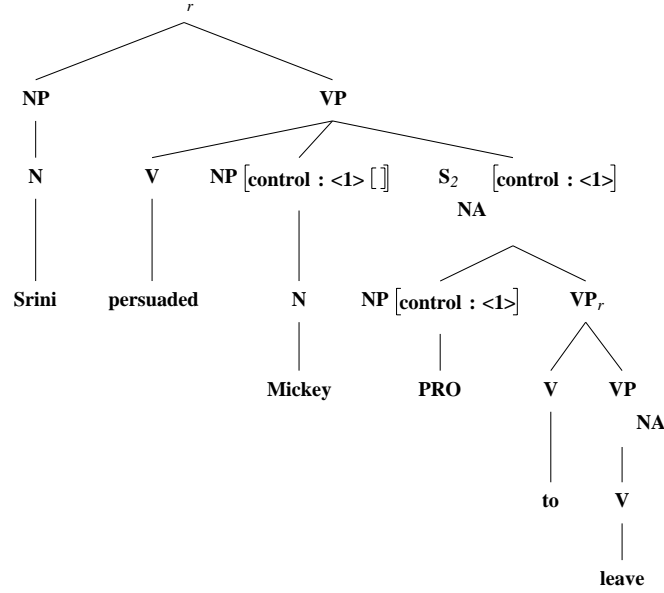 r
NP VP
N V NP [control : <1> [ ]] S₂ [control : <1>]
NA
Srini persuaded N NP [control : <1>] VPᵣ
Mickey PRO V VP
NA
to V
leave